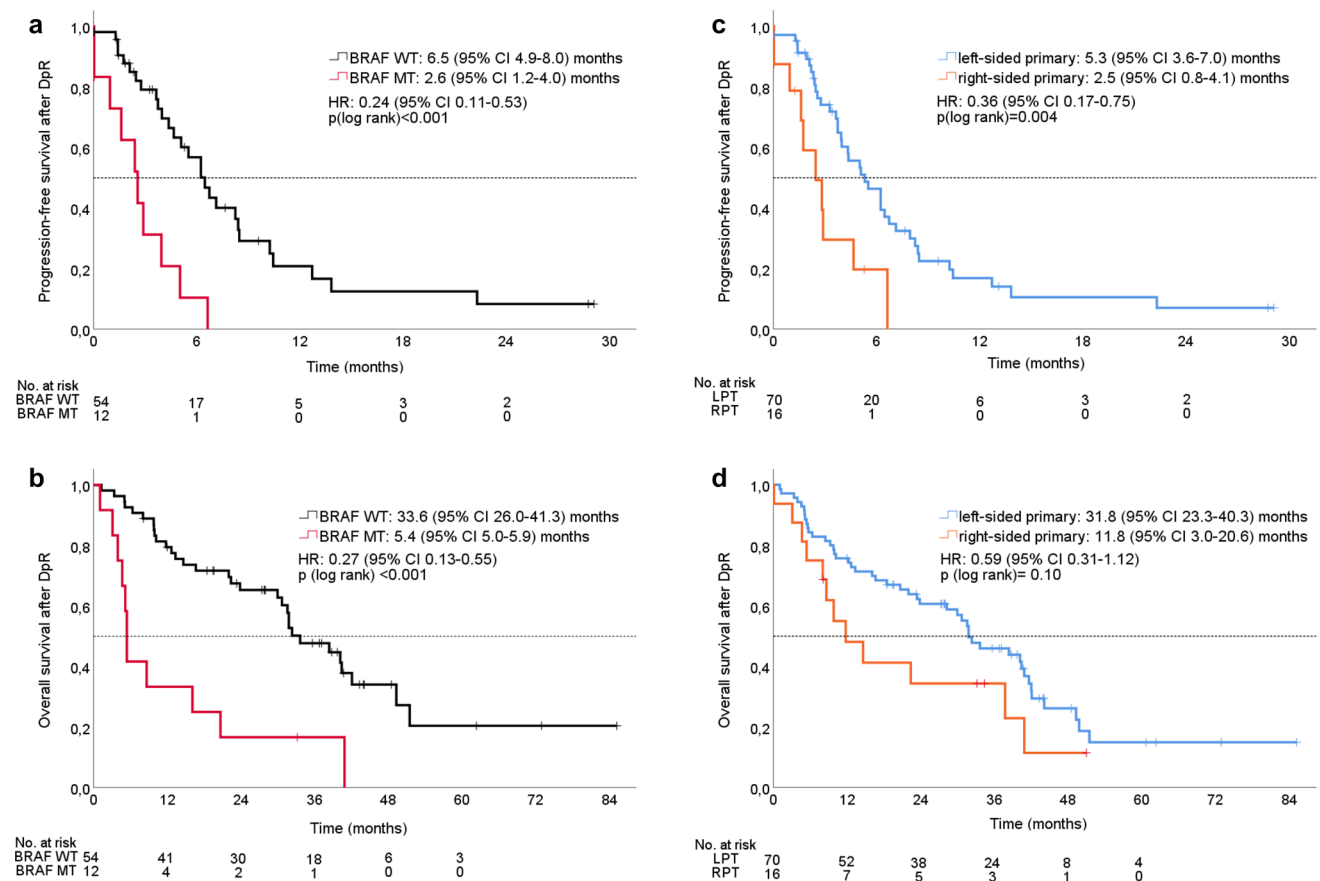 a
BRAF WT: 6.5 (95% CI 4.9-8.0) months
BRAF MT: 2.6 (95% CI 1.2-4.0) months
HR: 0.24 (95% CI 0.11-0.53)
p(log rank)<0.001
Progression-free survival after DpR
1,0
0,8
0,6
0,4
0,2
0,0
0 6 12 18 24 30
Time (months)
No. at risk
BRAF WT 54 17 5 3 2
BRAF MT 12 1 0 0 0
c
left-sided primary: 5.3 (95% CI 3.6-7.0) months
right-sided primary: 2.5 (95% CI 0.8-4.1) months
HR: 0.36 (95% CI 0.17-0.75)
p(log rank)=0.004
Progression-free survival after DpR
1,0
0,8
0,6
0,4
0,2
0,0
0 6 12 18 24 30
Time (months)
No. at risk
LPT 70 20 6 3 2
RPT 16 1 0 0 0
b
BRAF WT: 33.6 (95% CI 26.0-41.3) months
BRAF MT: 5.4 (95% CI 5.0-5.9) months
HR: 0.27 (95% CI 0.13-0.55)
p (log rank) <0.001
Overall survival after DpR
1,0
0,8
0,6
0,4
0,2
0,0
0 12 24 36 48 60 72 84
Time (months)
No. at risk
BRAF WT 54 41 30 18 6 3
BRAF MT 12 4 2 1 0 0
d
left-sided primary: 31.8 (95% CI 23.3-40.3) months
right-sided primary: 11.8 (95% CI 3.0-20.6) months
HR: 0.59 (95% CI 0.31-1.12)
p (log rank)= 0.10
Overall survival after DpR
1,0
0,8
0,6
0,4
0,2
0,0
0 12 24 36 48 60 72 84
Time (months)
No. at risk
LPT 70 52 38 24 8 4
RPT 16 7 5 3 1 0